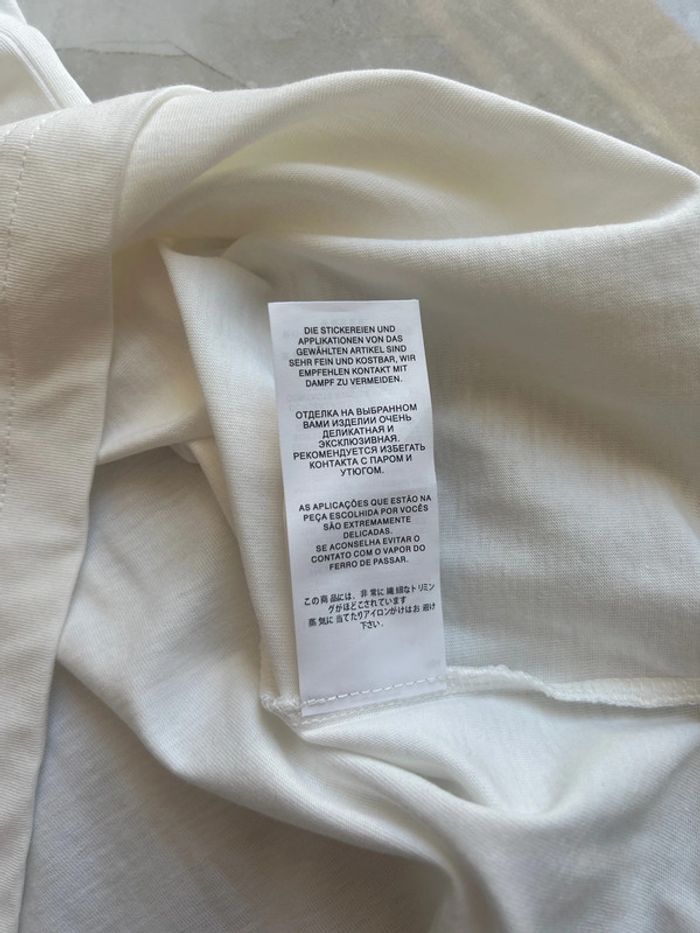 DIE STICKEREIEN UND
APPLIKATIONEN VON DAS
GEWÄHLTEN ARTIKEL SIND
SEHR FEIN UND KOSTBAR, WIR
EMPFEHLEN KONTAKT MIT
DAMPF ZU VERMEIDEN.
ОТДЕЛКА НА ВЫБРАННОМ
ВАМИ ИЗДЕЛИИ ОЧЕНЬ
ДЕЛИКАТНАЯ И
ЭКСКЛЮЗИВНАЯ.
РЕКОМЕНДУЕТСЯ ИЗБЕГАТЬ
КОНТАКТА С ПАРОМ И
УТЮГОМ.
AS APLICAÇÕES QUE ESTÃO NA
PEÇA ESCOLHIDA POR VOCÊS
SÃO EXTREMAMENTE
DELICADAS.
SE ACONSELHA EVITAR O
CONTATO COM O VAPOR DO
FERRO DE PASSAR.
この商品には、非常に繊細なトリミン
グがほどこされています
蒸気に当てたりアイロンがけはお避け
下さい。